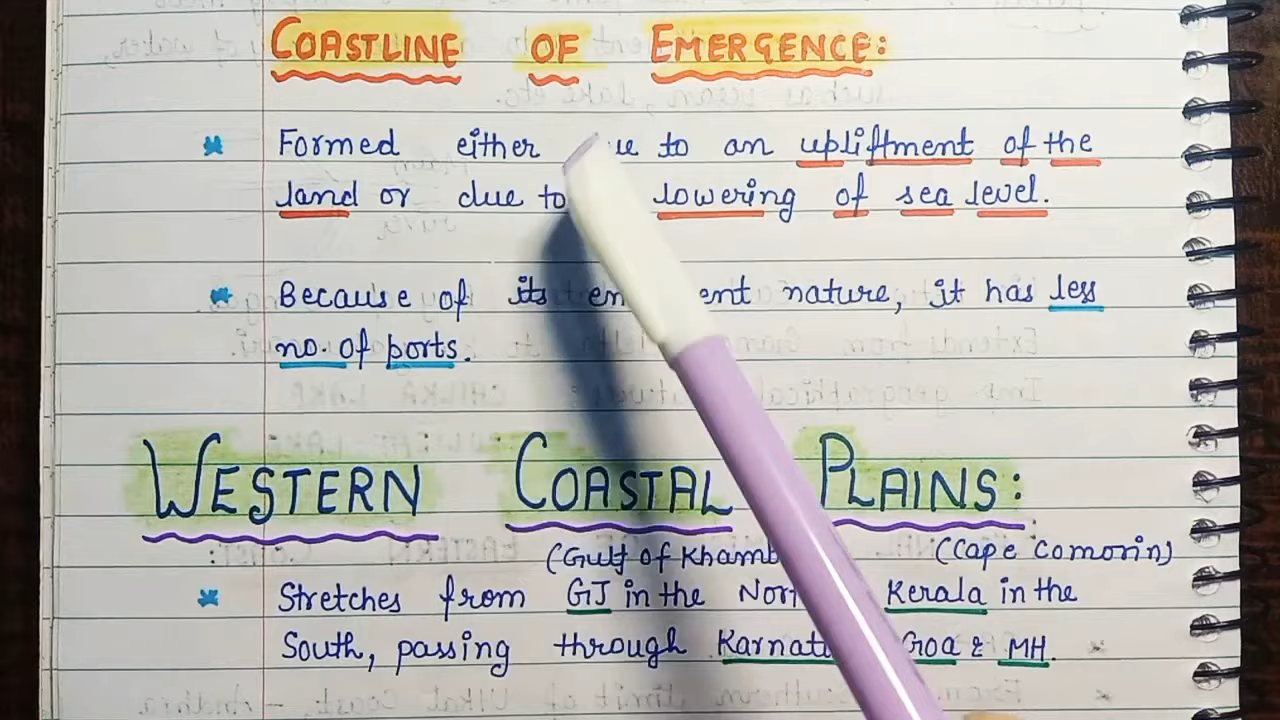 COASTLINE OF EMERGENCE:
* Formed either to an upliftment of the
land or due to lowering of sea level.
* Because of its nature, it has less
no. of ports.
WESTERN COASTAL PLAINS:
(Gulf of (Cape Comorin)
* Stretches from GJ in the Kerala in the
South, passing through Goa & MH.